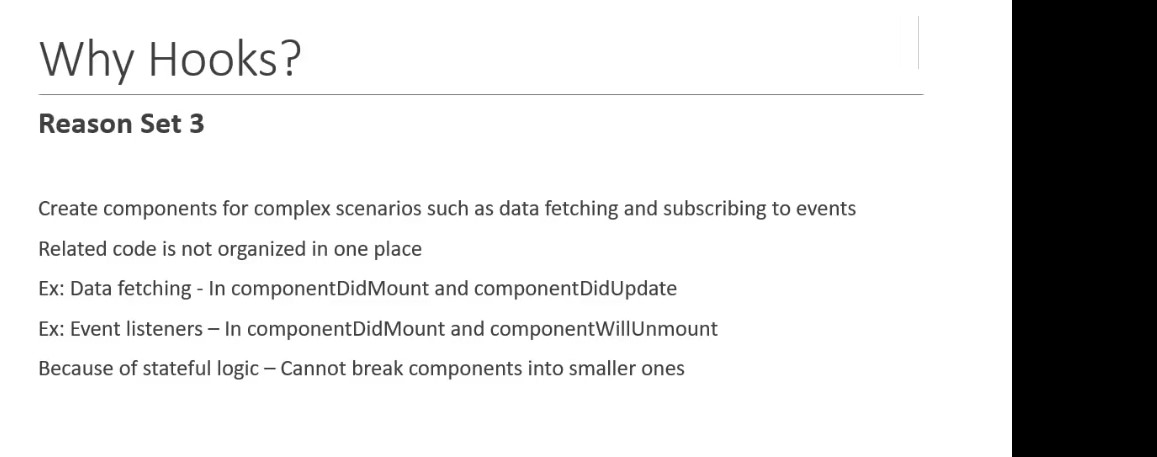 Why Hooks?
Reason Set 3
Create components for complex scenarios such as data fetching and subscribing to events
Related code is not organized in one place
Ex: Data fetching - In componentDidMount and componentDidUpdate
Ex: Event listeners – In componentDidMount and componentWillUnmount
Because of stateful logic – Cannot break components into smaller ones